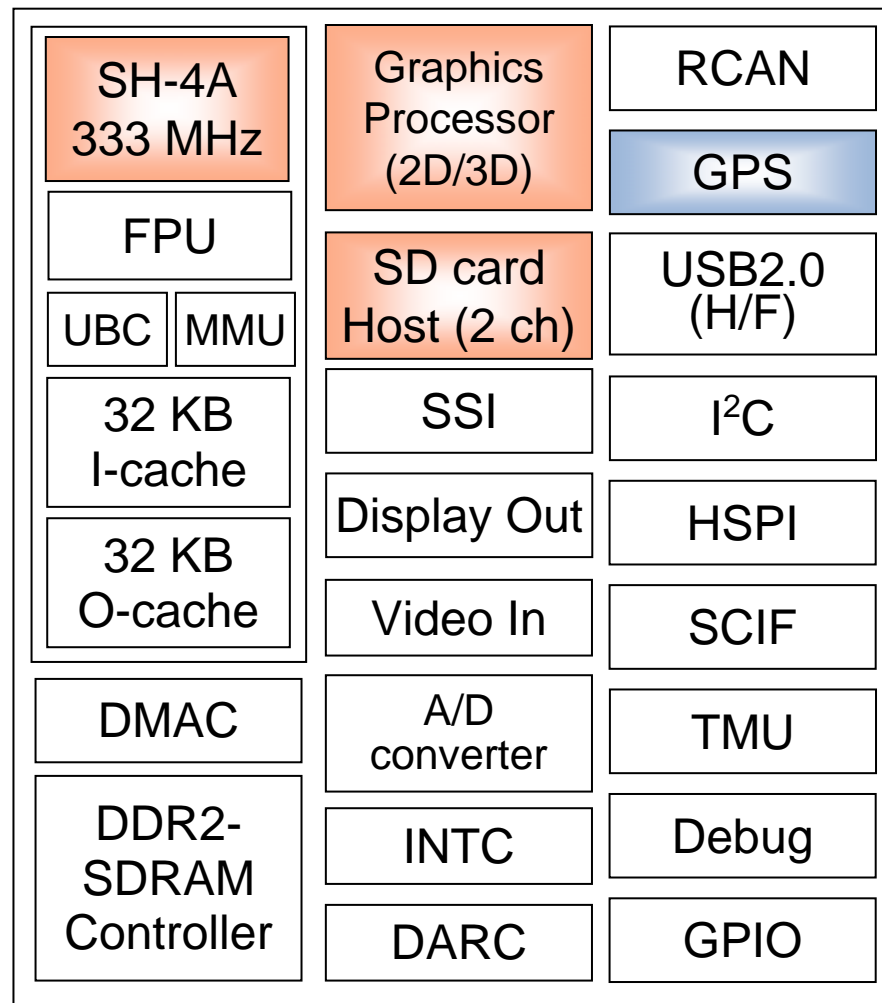 SH-4A
333 MHz
FPU
UBC
MMU
32 KB
I-cache
32 KB
O-cache
DMAC
DDR2-
SDRAM
Controller
Graphics
Processor
(2D/3D)
SD card
Host (2 ch)
SSI
Display Out
Video In
A/D
converter
INTC
DARC
RCAN
GPS
USB2.0
(H/F)
I²C
HSPI
SCIF
TMU
Debug
GPIO